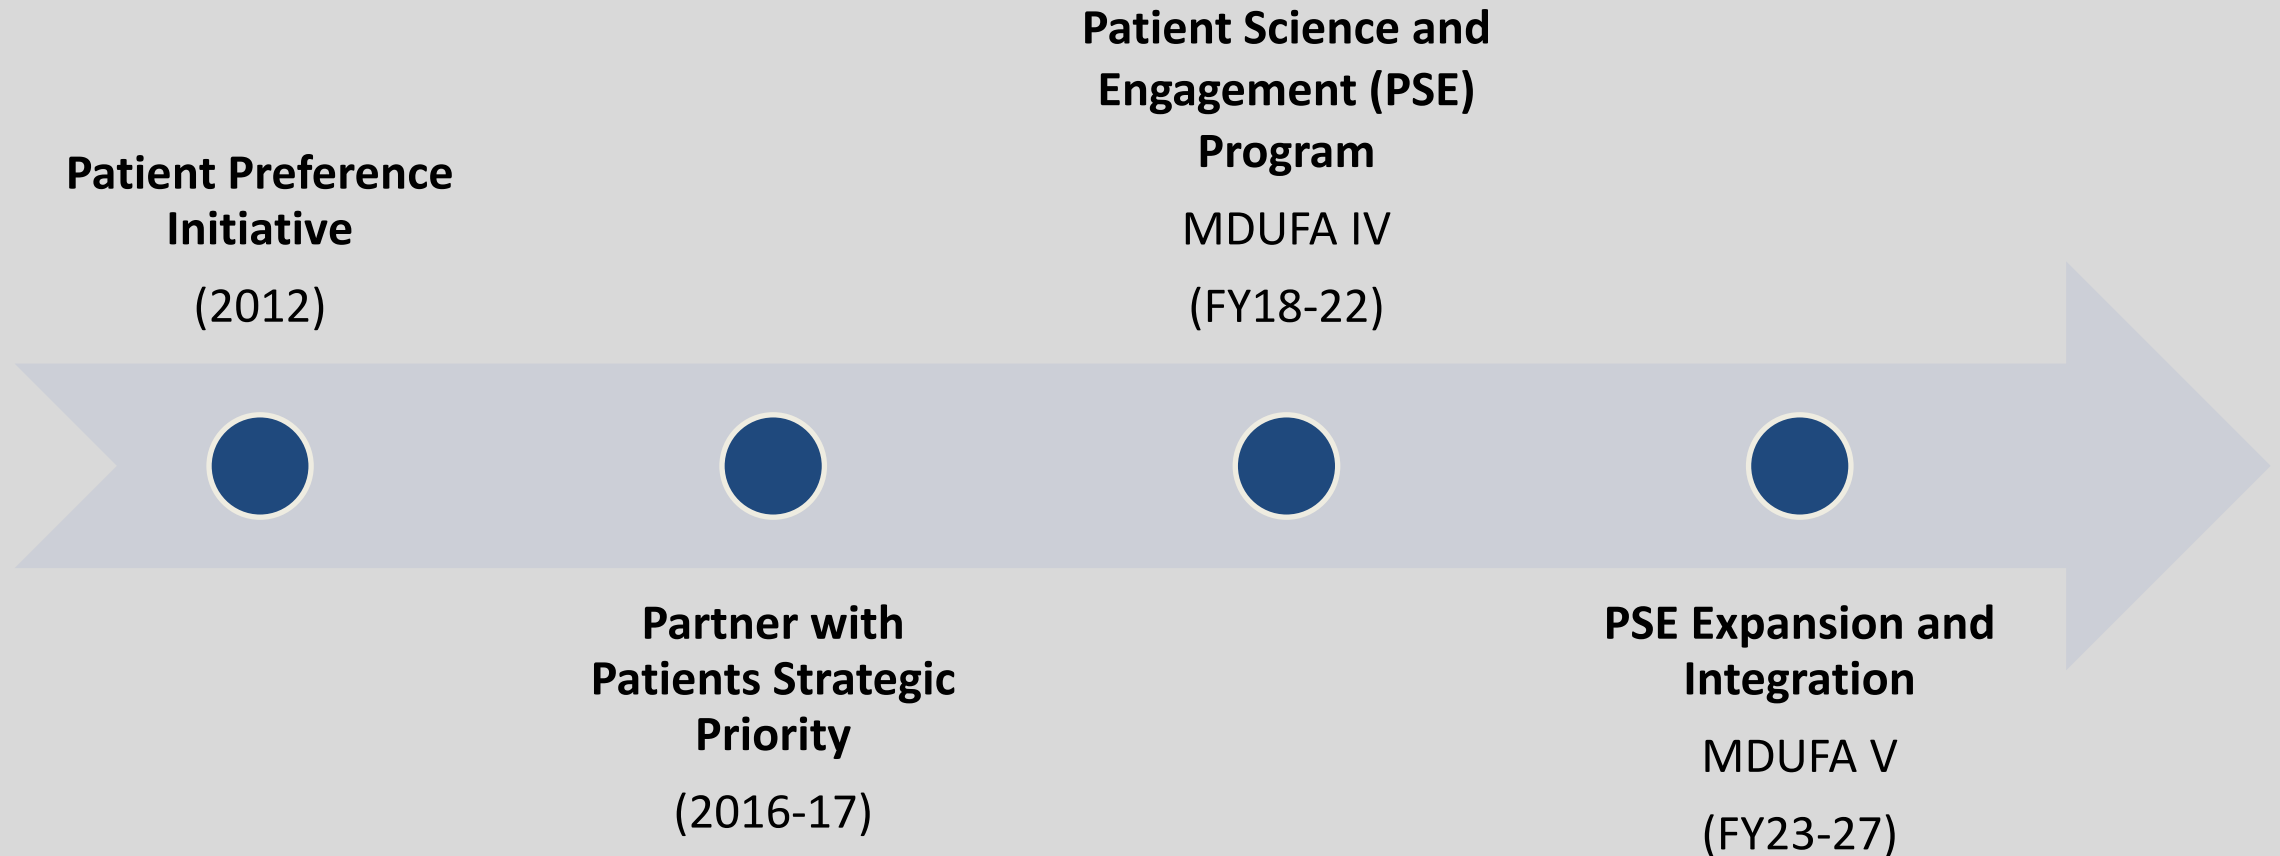 Patient Preference
Initiative
(2012)
Partner with
Patients Strategic
Priority
(2016-17)
Patient Science and
Engagement (PSE)
Program
MDUFA IV
(FY18-22)
PSE Expansion and
Integration
MDUFA V
(FY23-27)